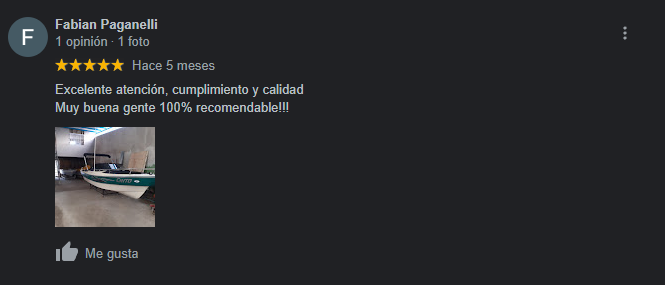 F
Fabian Paganelli
1 opinión · 1 foto
Hace 5 meses
Excelente atención, cumplimiento y calidad
Muy buena gente 100% recomendable!!!
Me gusta